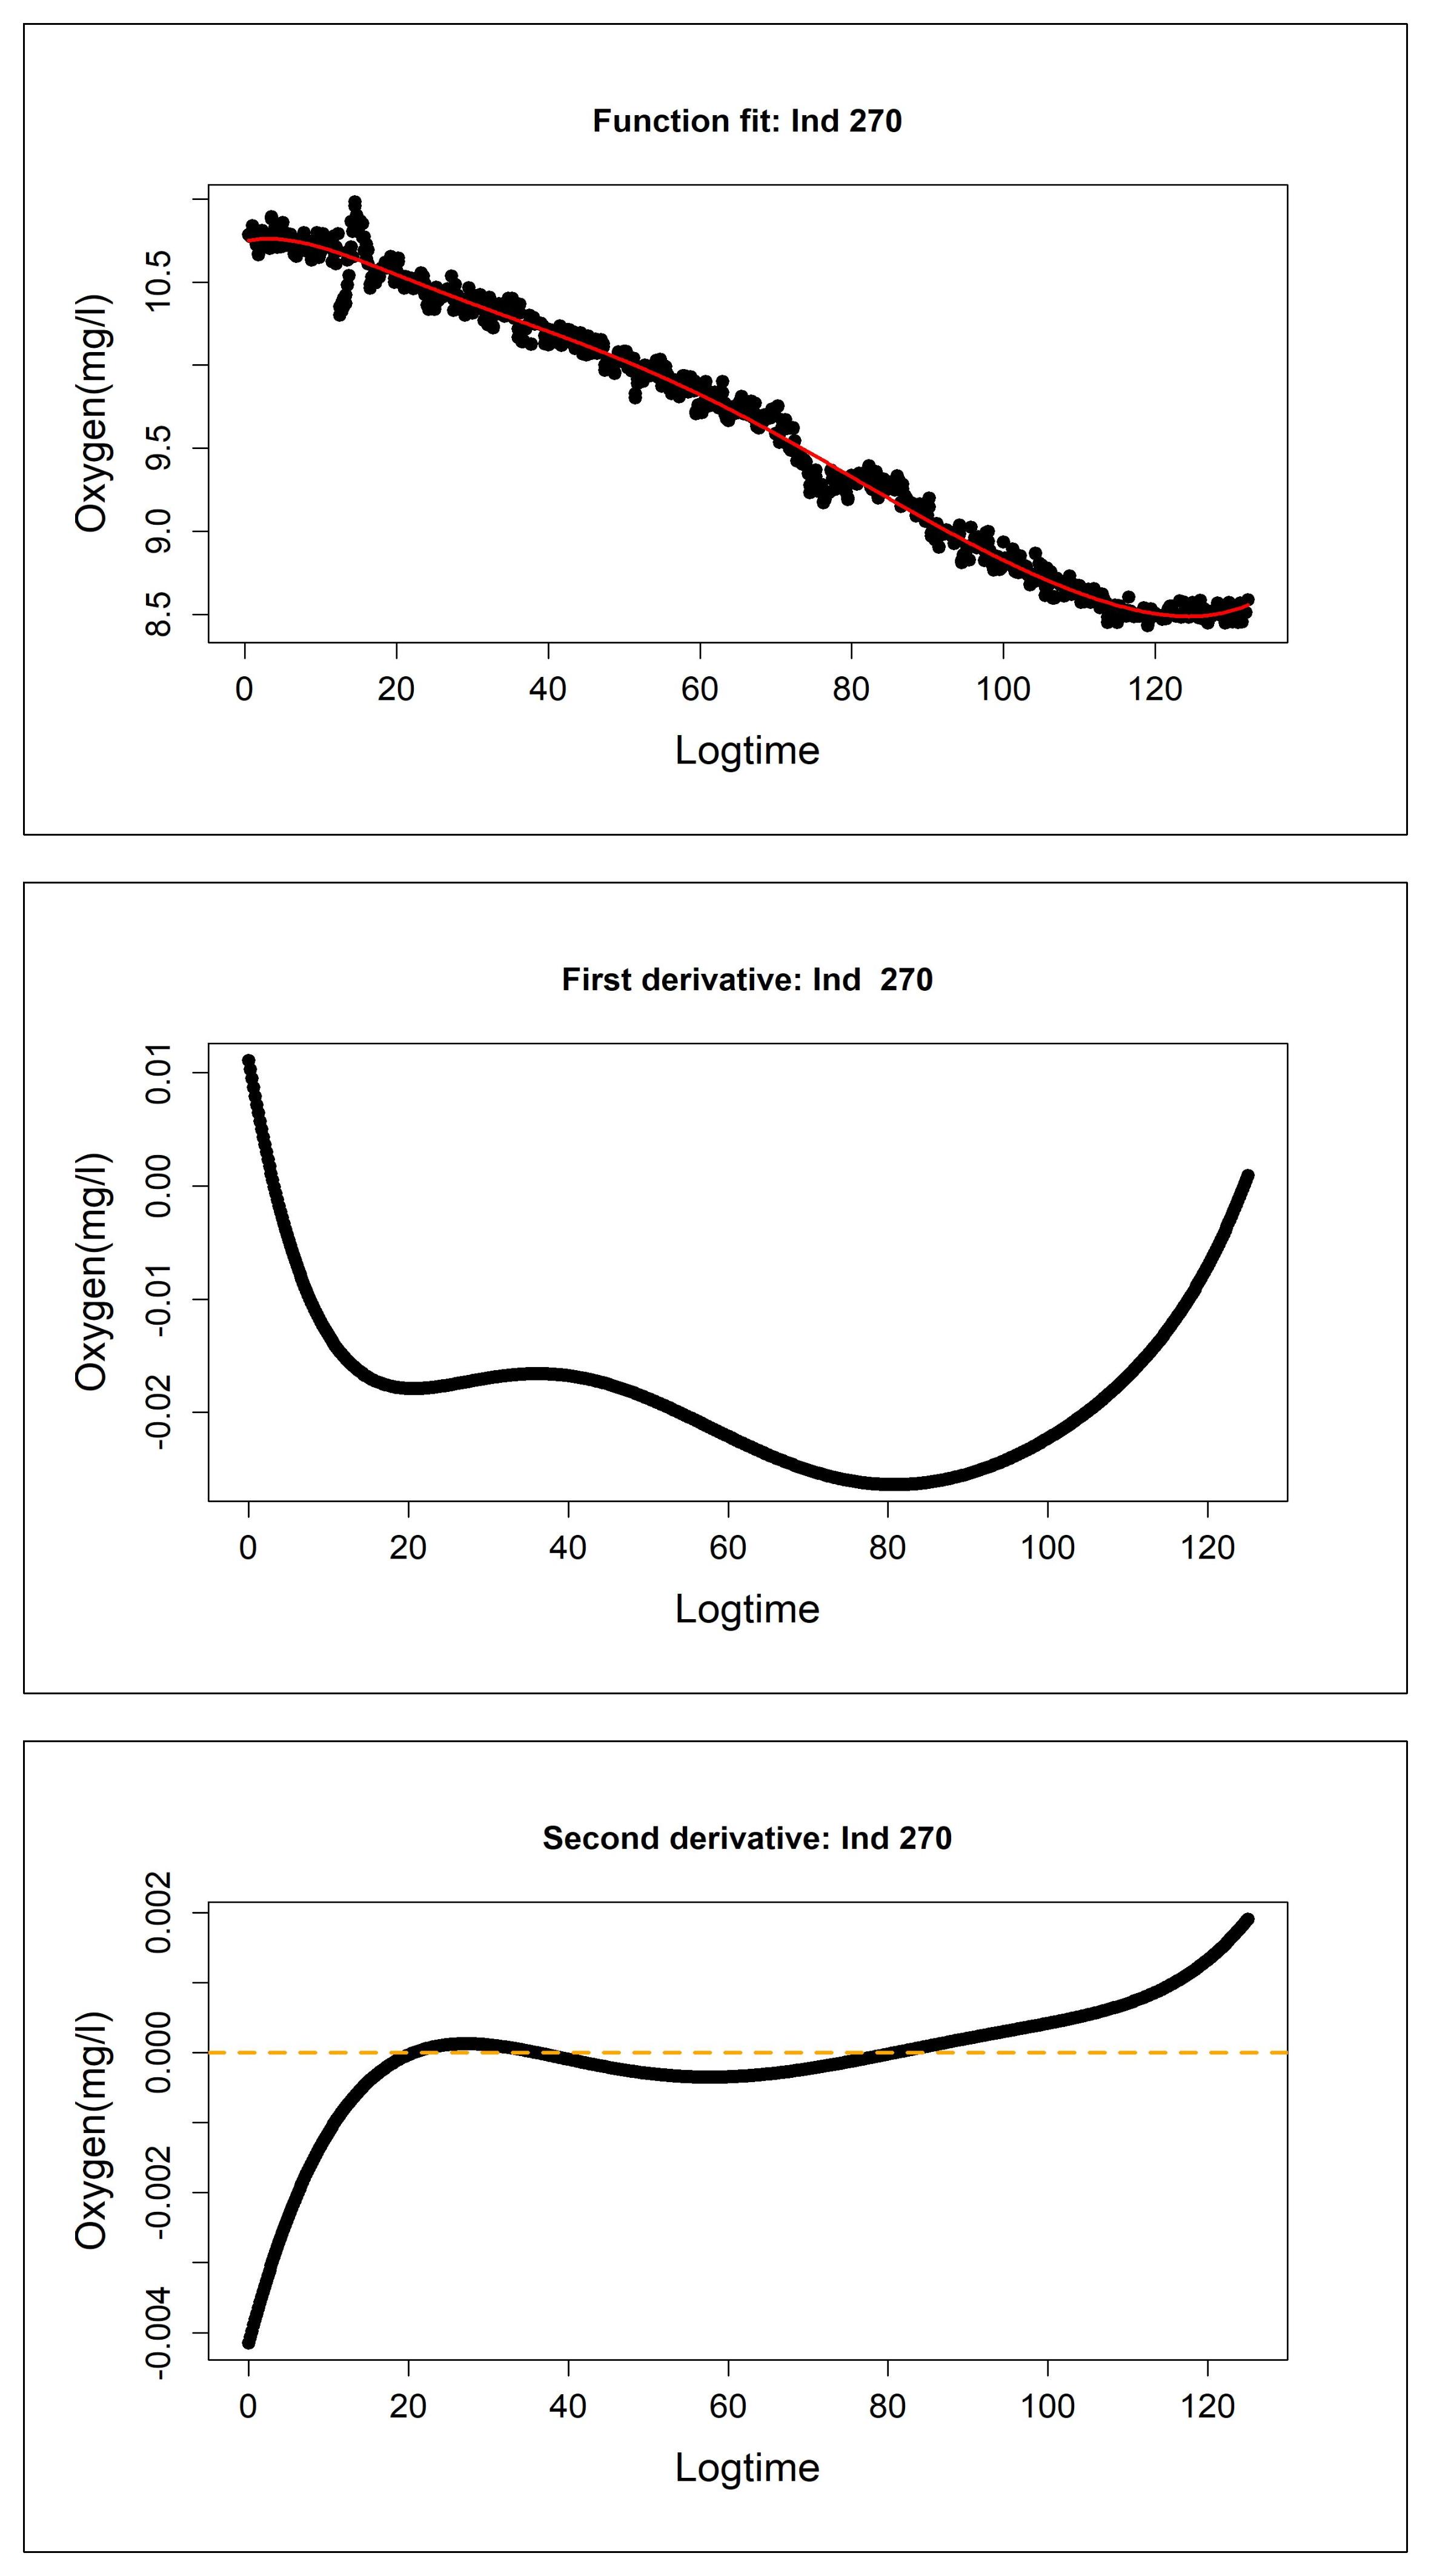 Function fit: Ind 270
Oxygen(mg/l)
10.5
9.5
9.0
8.5
0 20 40 60 80 100 120
Logtime
First derivative: Ind  270
Oxygen(mg/l)
0.01
0.00
-0.01
-0.02
0 20 40 60 80 100 120
Logtime
Second derivative: Ind 270
Oxygen(mg/l)
0.002
0.000
-0.002
-0.004
0 20 40 60 80 100 120
Logtime